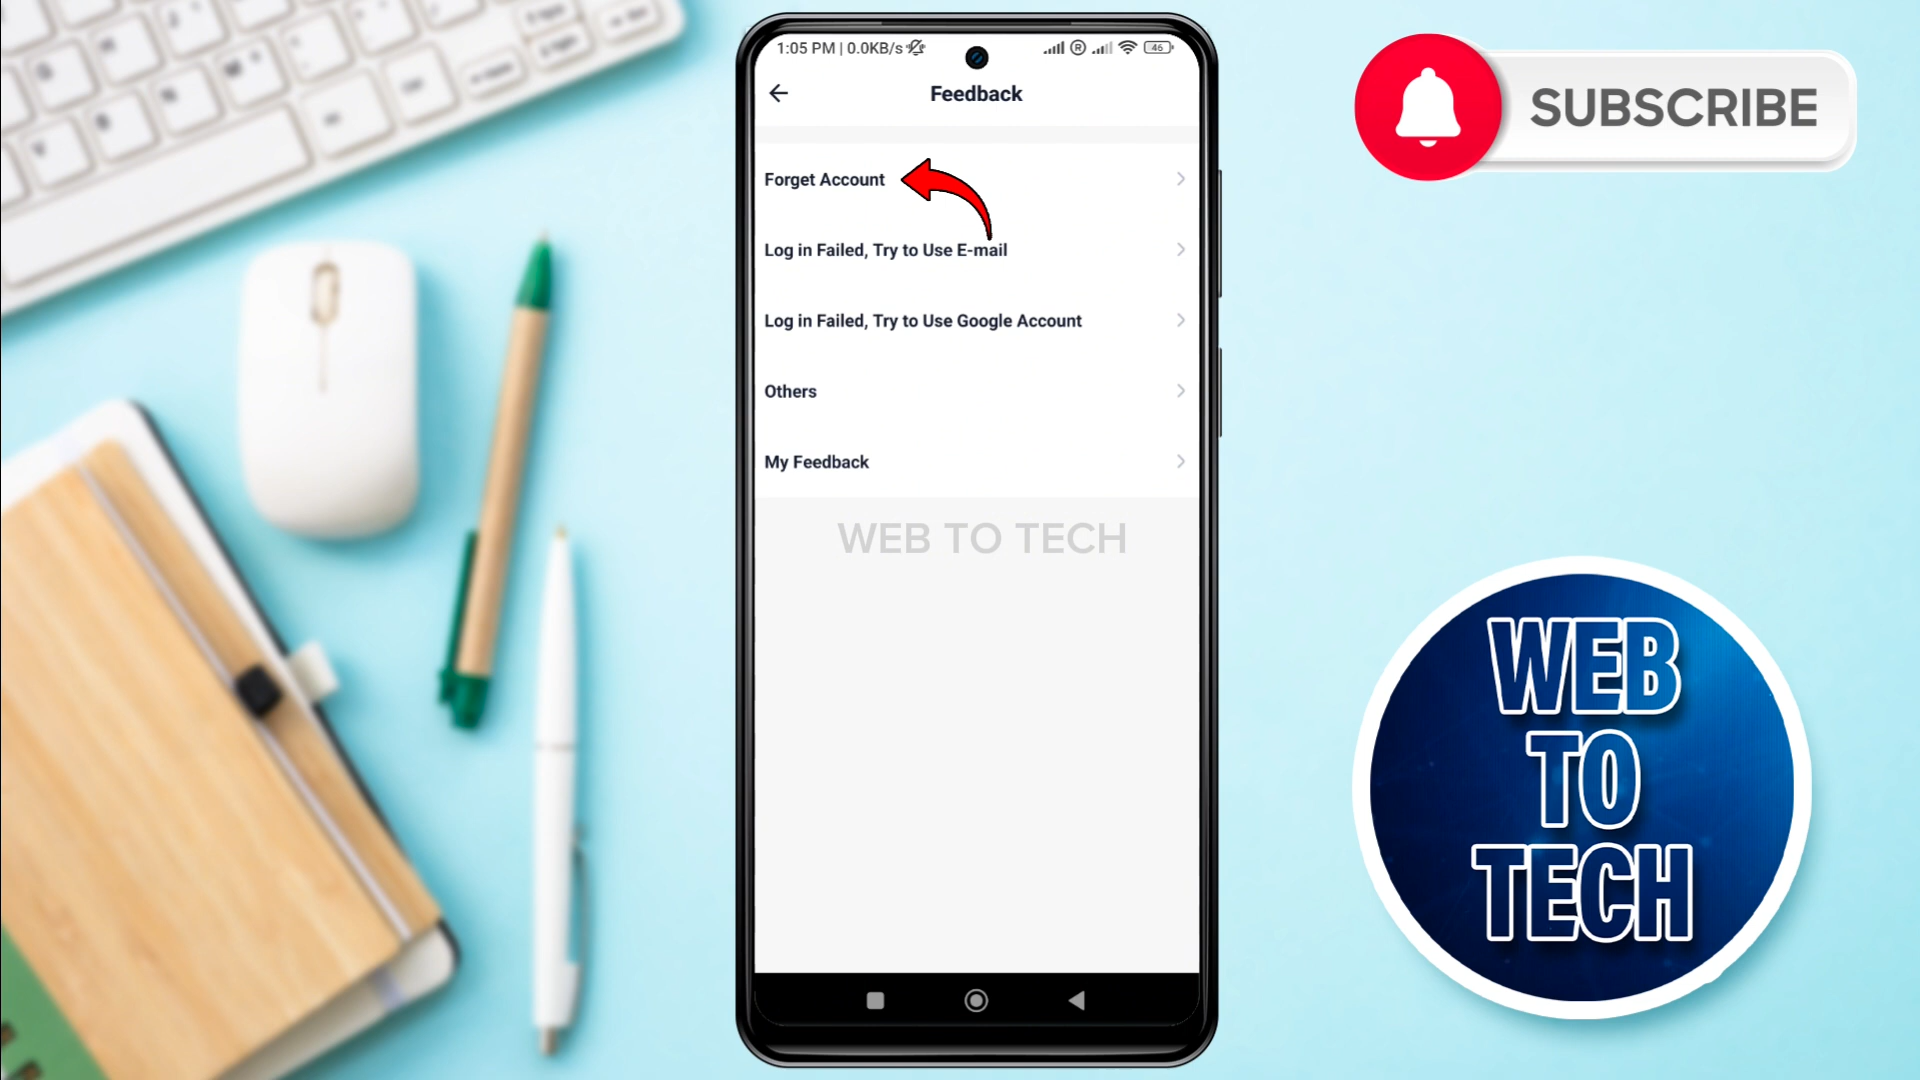 1:05 PM | 0.0KB/s
R
46
Feedback
Forget Account
Log in Failed, Try to Use E-mail
Log in Failed, Try to Use Google Account
Others
My Feedback
WEB TO TECH
SUBSCRIBE
WEB
TO
TECH